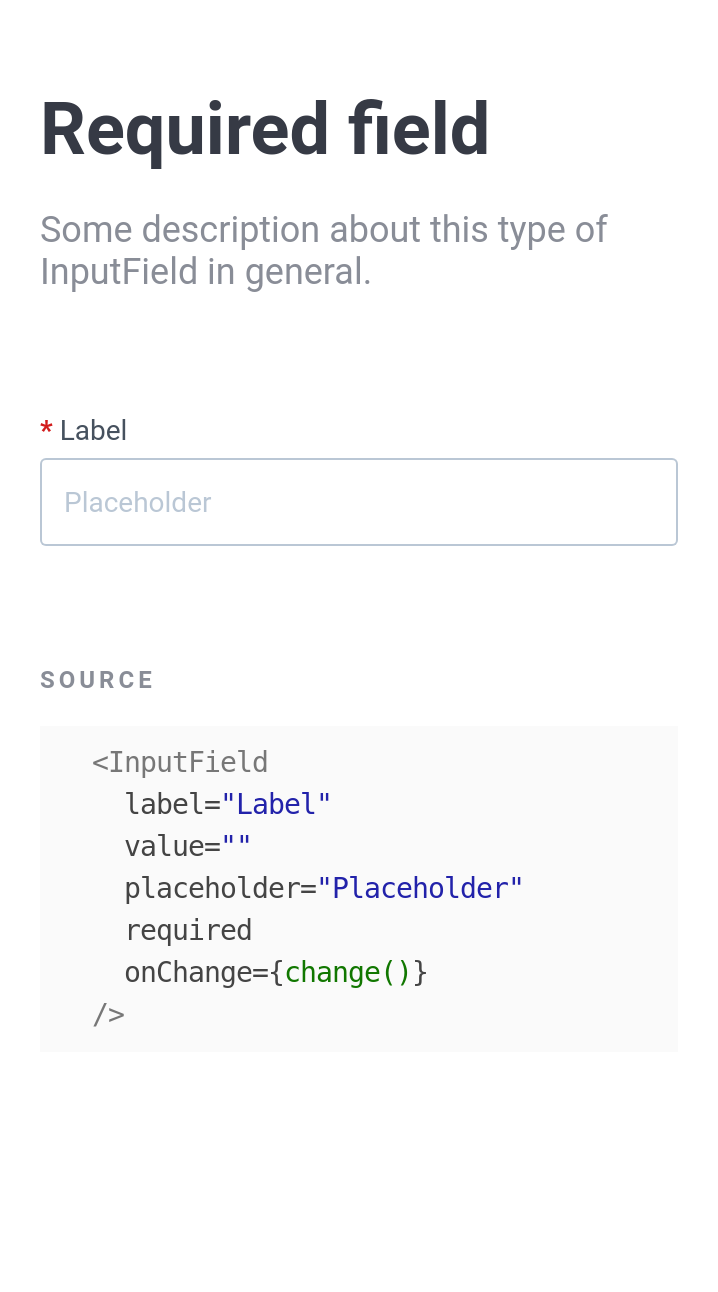 Required field
Some description about this type of
InputField in general.
* Label
Placeholder
SOURCE
<InputField
  label="Label"
  value=""
  placeholder="Placeholder"
  required
  onChange={change()}
/>